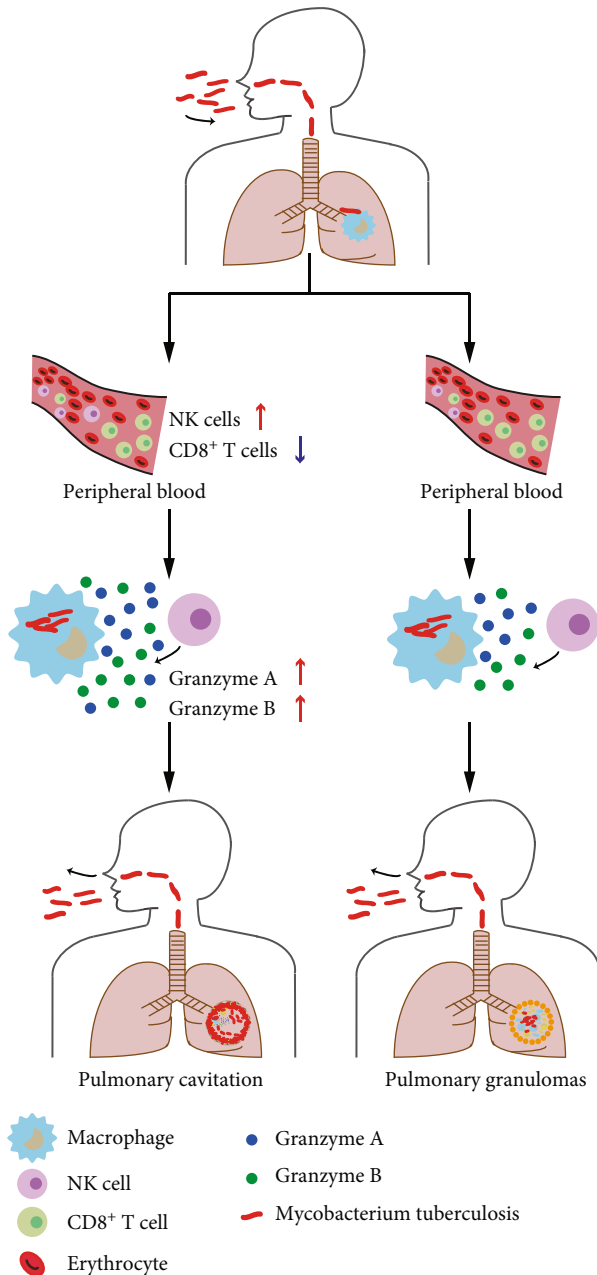 NK cells ↑
CD8⁺ T cells ↓
Peripheral blood
Peripheral blood
Granzyme A ↑
Granzyme B ↑
Pulmonary cavitation
Pulmonary granulomas
Macrophage
NK cell
CD8⁺ T cell
Erythrocyte
Granzyme A
Granzyme B
Mycobacterium tuberculosis